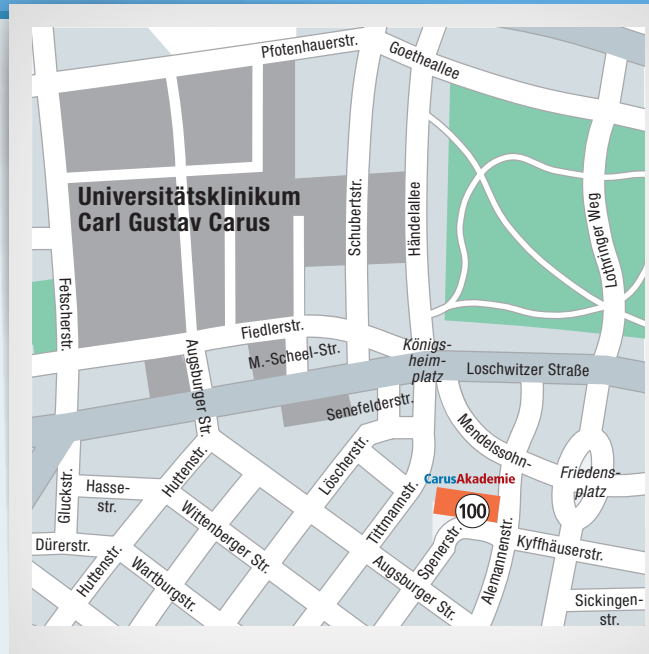 Pfotenhauerstr.
Goetheallee
Universitätsklinikum
Carl Gustav Carus
Schubertstr.
Händelallee
Lothringer Weg
Fetscherstr.
Fiedlerstr.
Augsburger Str.
M.-Scheel-Str.
Königs-
heim-
platz
Loschwitzer Straße
Senefelderstr.
Mendelssohn-
Löscherstr.
Huttenstr.
Gluckstr.
Hasse-
str.
CarusAkademie
100
Friedens-
platz
Tittmannstr.
Wittenberger Str.
Dürerstr.
Huttenstr.
Wartburgstr.
Augsburger Str.
Spenerstr.
Alemannenstr.
Kyffhäuserstr.
Sickingen-
str.